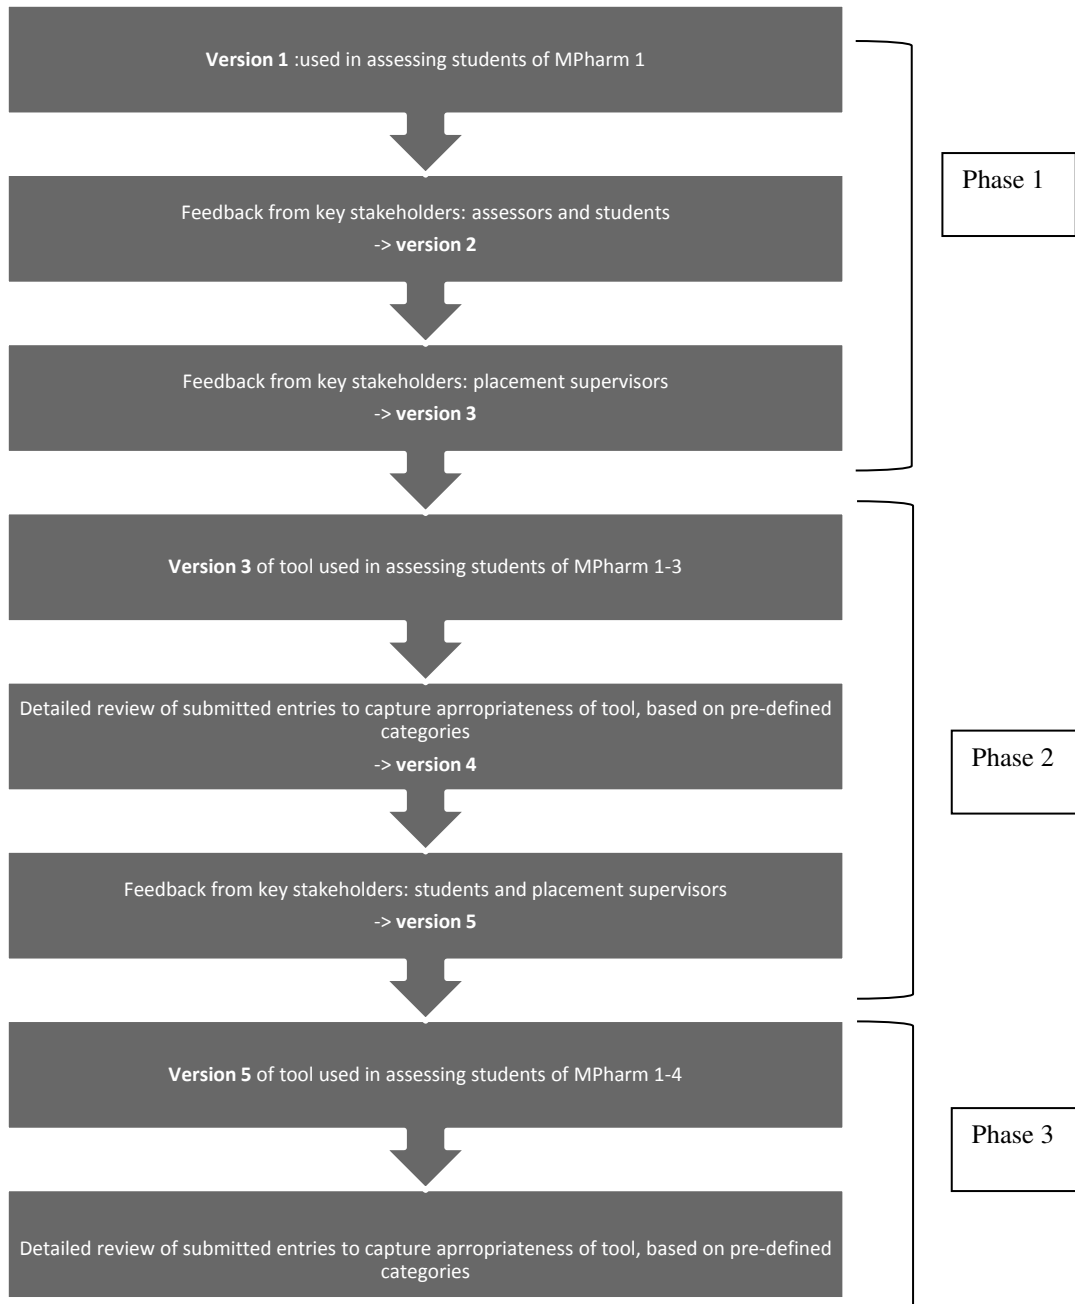 Version 1 :used in assessing students of MPharm 1
Feedback from key stakeholders: assessors and students
-> version 2
Phase 1
Feedback from key stakeholders: placement supervisors
-> version 3
Version 3 of tool used in assessing students of MPharm 1-3
Detailed review of submitted entries to capture aprropriateness of tool, based on pre-defined
categories
-> version 4
Phase 2
Feedback from key stakeholders: students and placement supervisors
-> version 5
Version 5 of tool used in assessing students of MPharm 1-4
Phase 3
Detailed review of submitted entries to capture aprropriateness of tool, based on pre-defined
categories